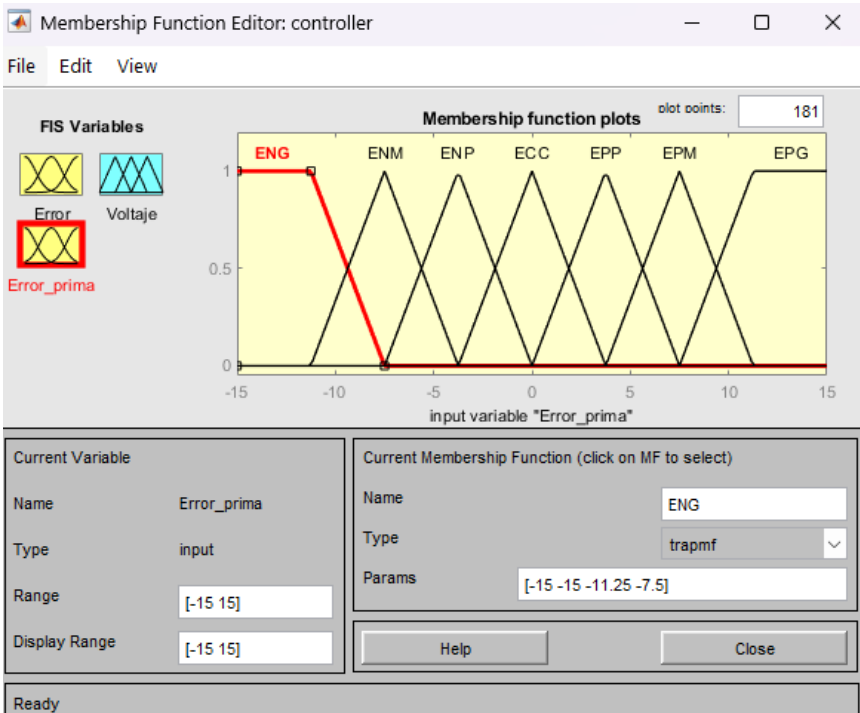 Membership Function Editor: controller
File Edit View
FIS Variables
Error
Voltaje
Error_prima
Membership function plots
plot points:
181
ENG ENM ENP ECC EPP EPM EPG
1
0.5
0
-15 -10 -5 0 5 10 15
input variable "Error_prima"
Current Variable
Name Error_prima
Type input
Range [-15 15]
Display Range [-15 15]
Current Membership Function (click on MF to select)
Name ENG
Type trapmf
Params [-15 -15 -11.25 -7.5]
Help Close
Ready